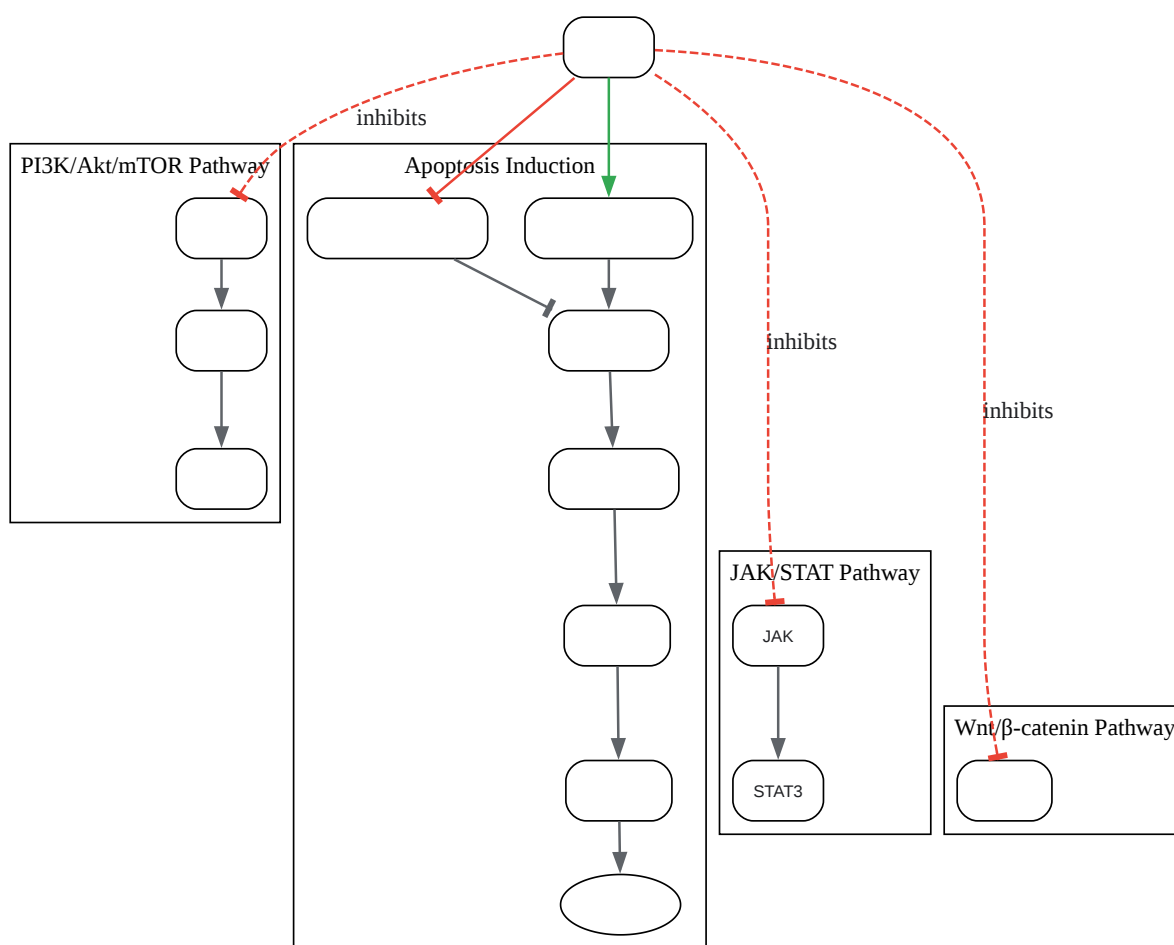 inhibits
PI3K/Akt/mTOR Pathway
Apoptosis Induction
inhibits
inhibits
JAK/STAT Pathway
JAK
Wnt/β-catenin Pathway
STAT3